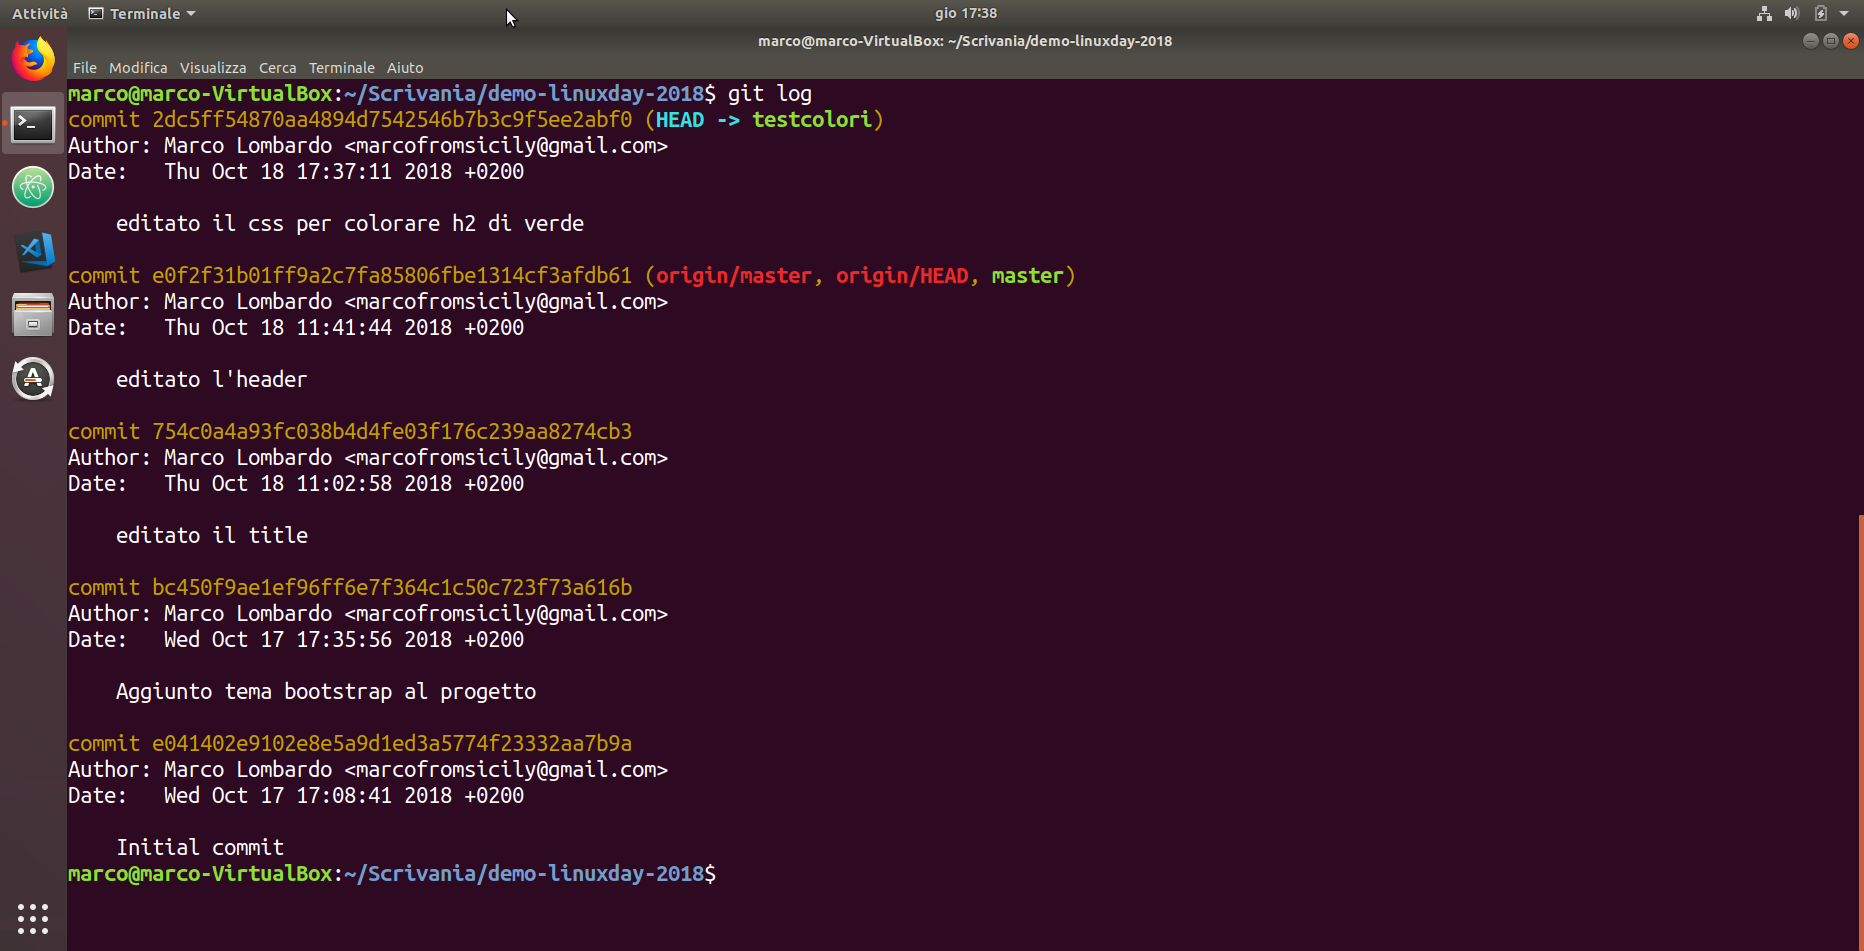 Attività Terminale gio 17:38
marco@marco-VirtualBox: ~/Scrivania/demo-linuxday-2018
File Modifica Visualizza Cerca Terminale Aiuto
marco@marco-VirtualBox:~/Scrivania/demo-linuxday-2018$ git log
commit 2dc5ff54870aa4894d7542546b7b3c9f5ee2abf0 (HEAD -> testcolori)
Author: Marco Lombardo <marcofromsicily@gmail.com>
Date:   Thu Oct 18 17:37:11 2018 +0200
    editato il css per colorare h2 di verde
commit e0f2f31b01ff9a2c7fa85806fbe1314cf3afdb61 (origin/master, origin/HEAD, master)
Author: Marco Lombardo <marcofromsicily@gmail.com>
Date:   Thu Oct 18 11:41:44 2018 +0200
    editato l'header
commit 754c0a4a93fc038b4d4fe03f176c239aa8274cb3
Author: Marco Lombardo <marcofromsicily@gmail.com>
Date:   Thu Oct 18 11:02:58 2018 +0200
    editato il title
commit bc450f9ae1ef96ff6e7f364c1c50c723f73a616b
Author: Marco Lombardo <marcofromsicily@gmail.com>
Date:   Wed Oct 17 17:35:56 2018 +0200
    Aggiunto tema bootstrap al progetto
commit e041402e9102e8e5a9d1ed3a5774f23332aa7b9a
Author: Marco Lombardo <marcofromsicily@gmail.com>
Date:   Wed Oct 17 17:08:41 2018 +0200
    Initial commit
marco@marco-VirtualBox:~/Scrivania/demo-linuxday-2018$